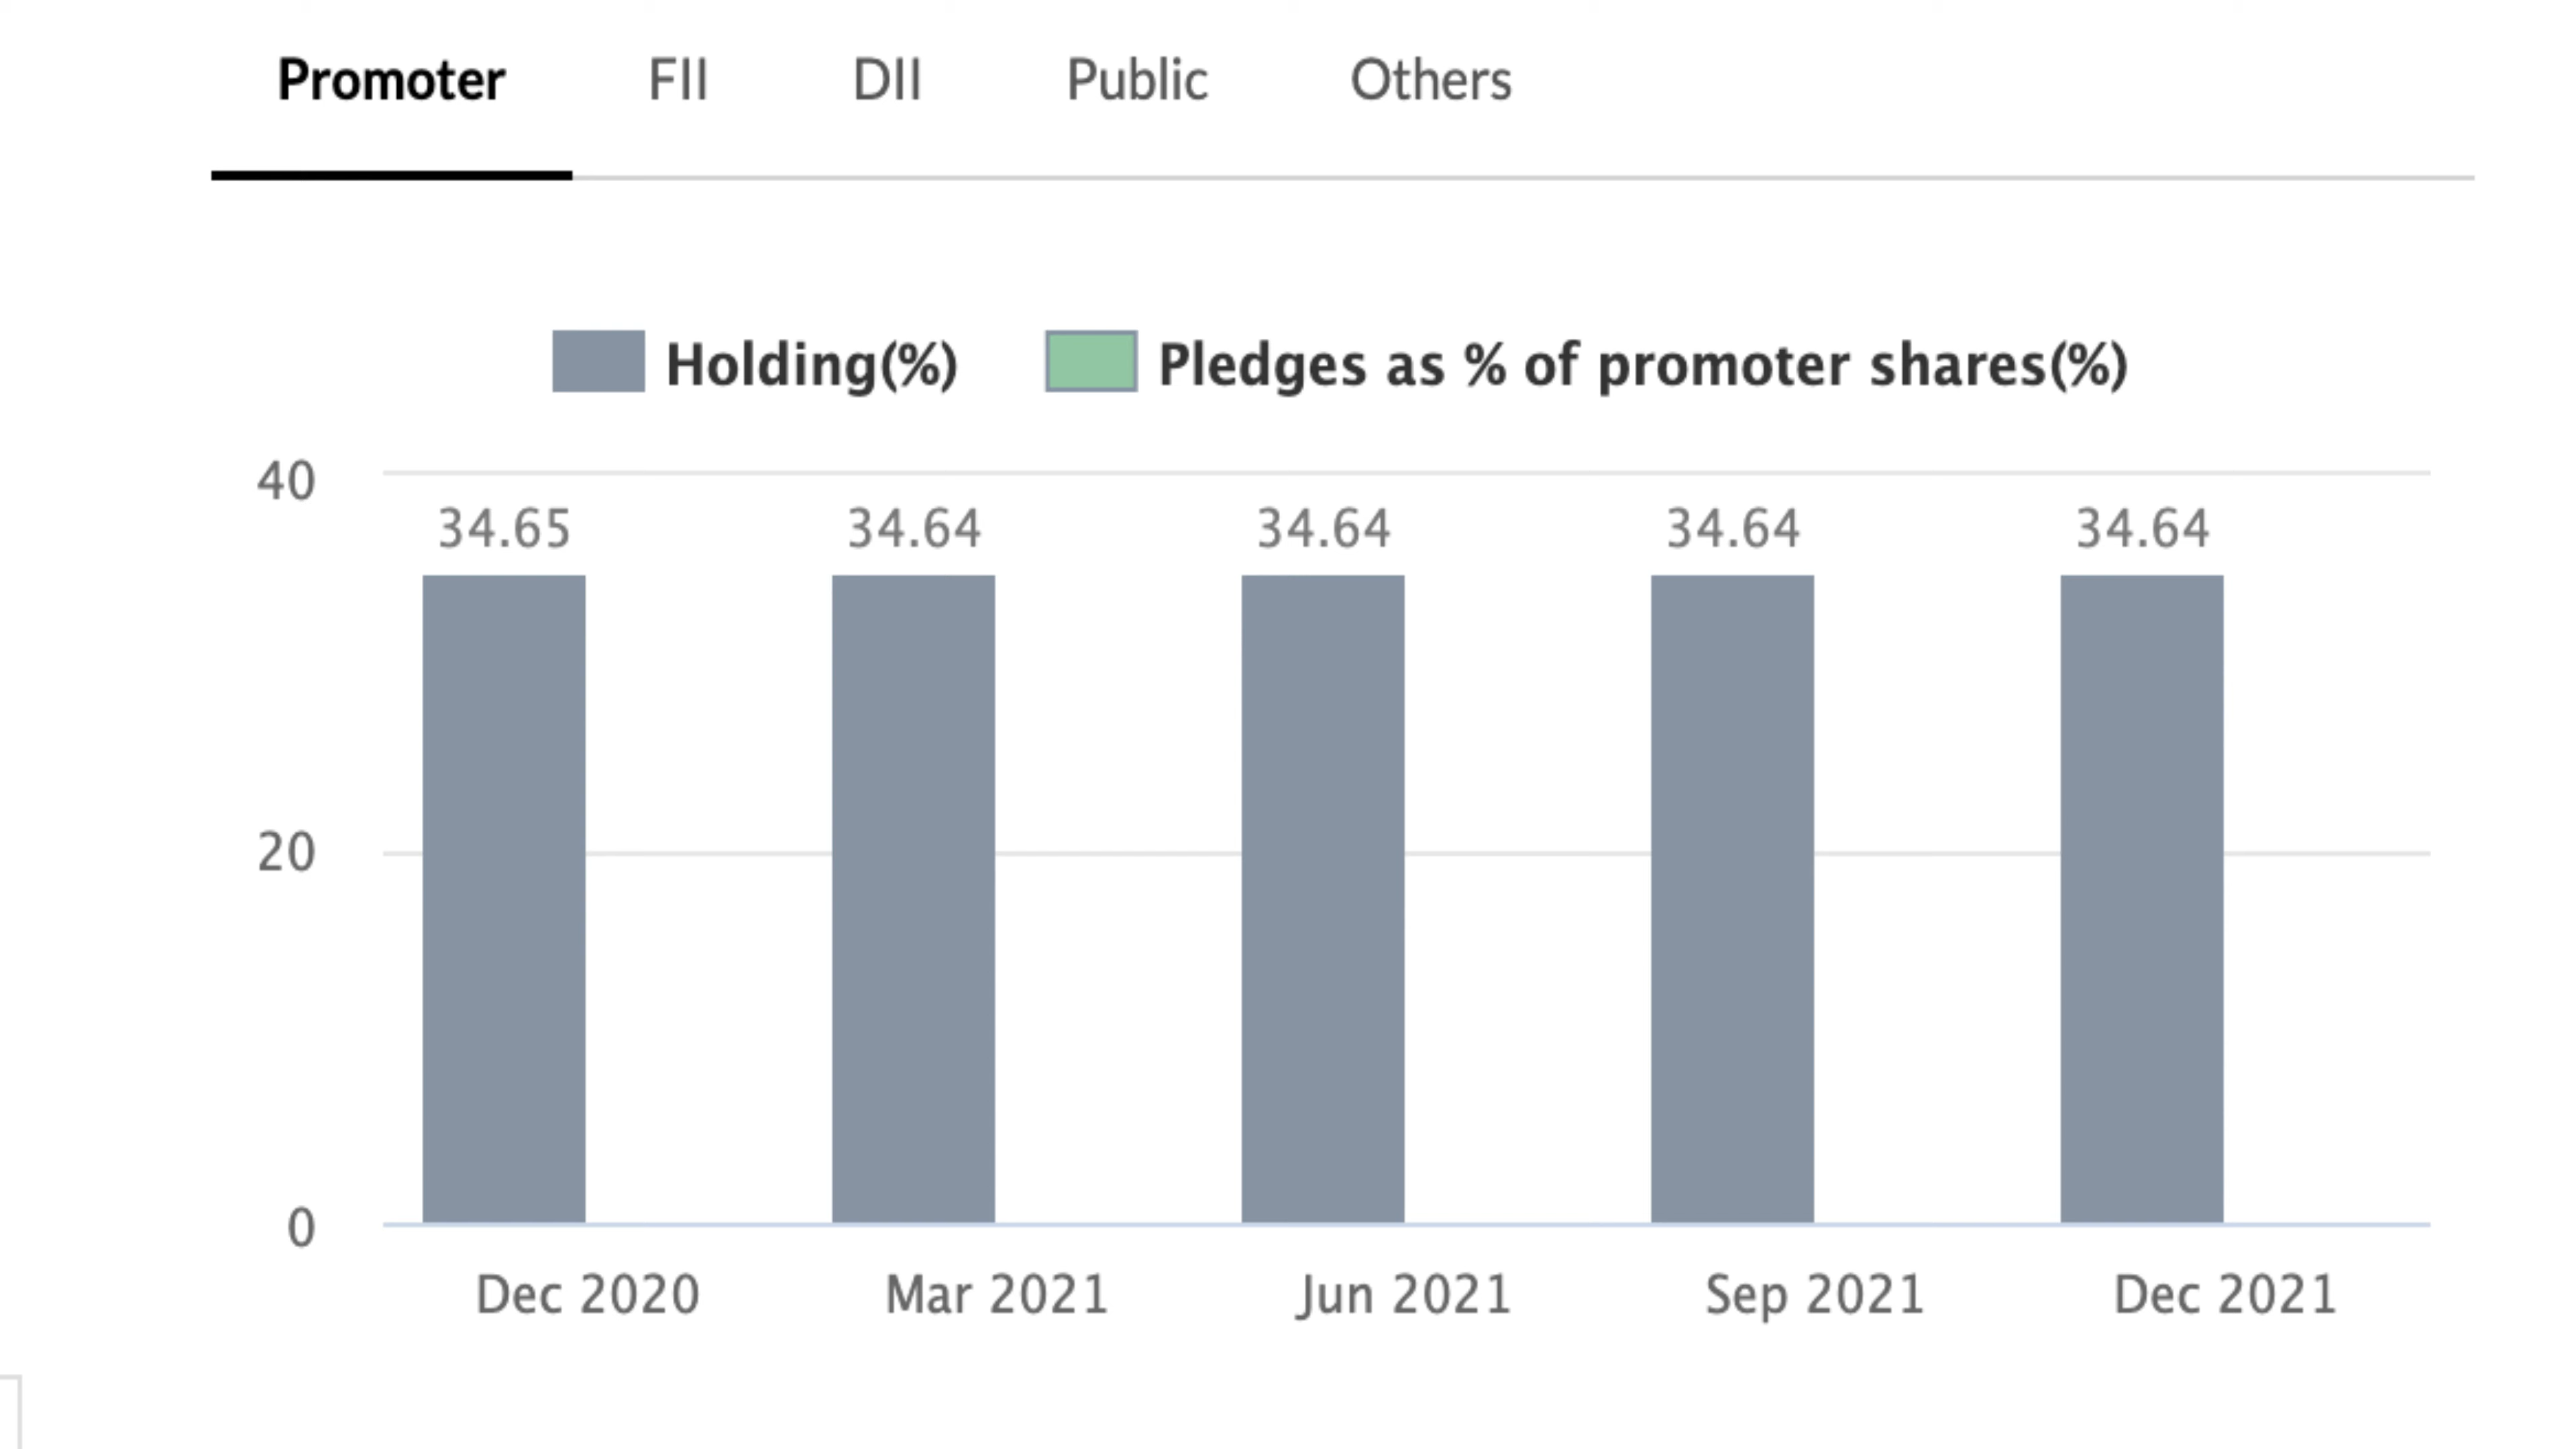 Promoter FII DII Public Others
Holding(%) Pledges as % of promoter shares(%)
40
34.65 34.64 34.64 34.64 34.64
20
0
Dec 2020 Mar 2021 Jun 2021 Sep 2021 Dec 2021